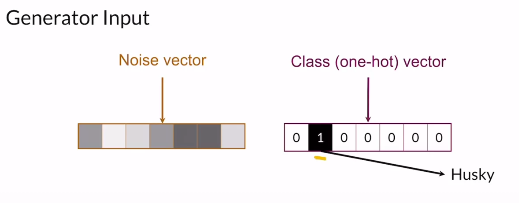 Generator Input
Noise vector
Class (one-hot) vector
0 1 0 0 0 0 0
Husky